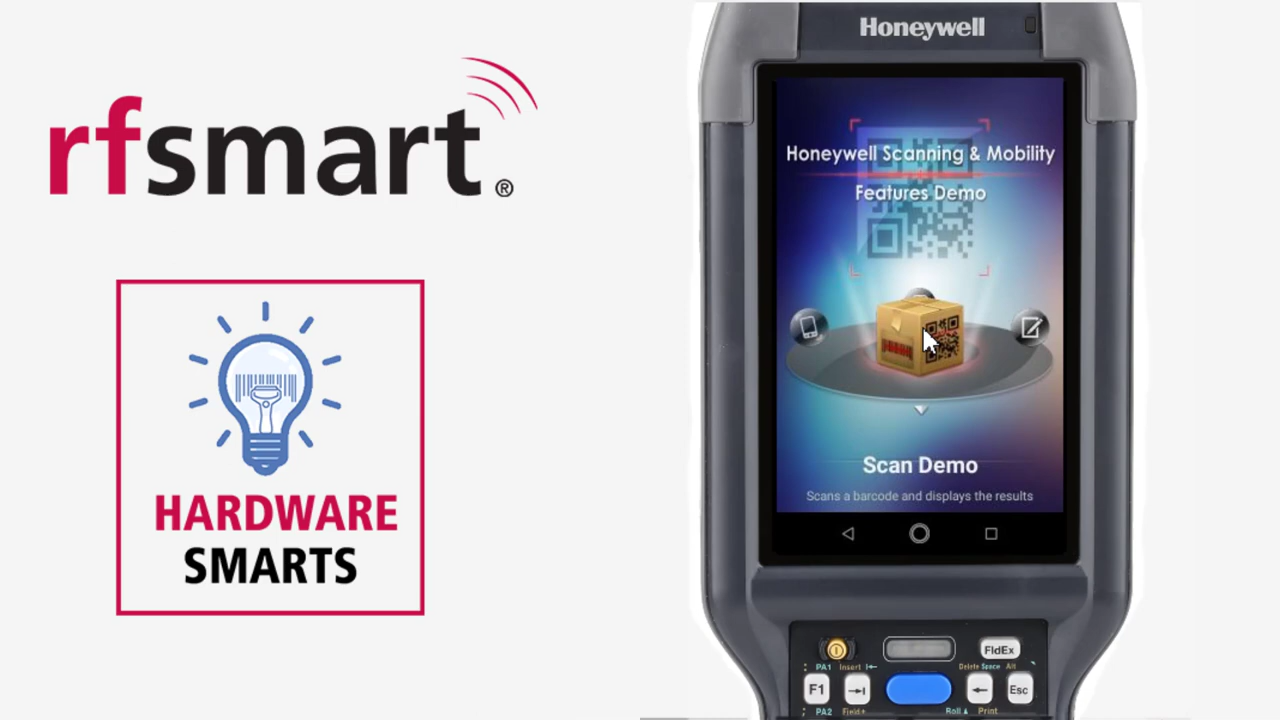 rfsmart®
HARDWARE
SMARTS
Honeywell
Honeywell Scanning & Mobility
Features Demo
Scan Demo
Scans a barcode and displays the results
FldEx
PA1 Insert
Delete Space Alt
F1
Esc
PA2 Field+
Roll Print